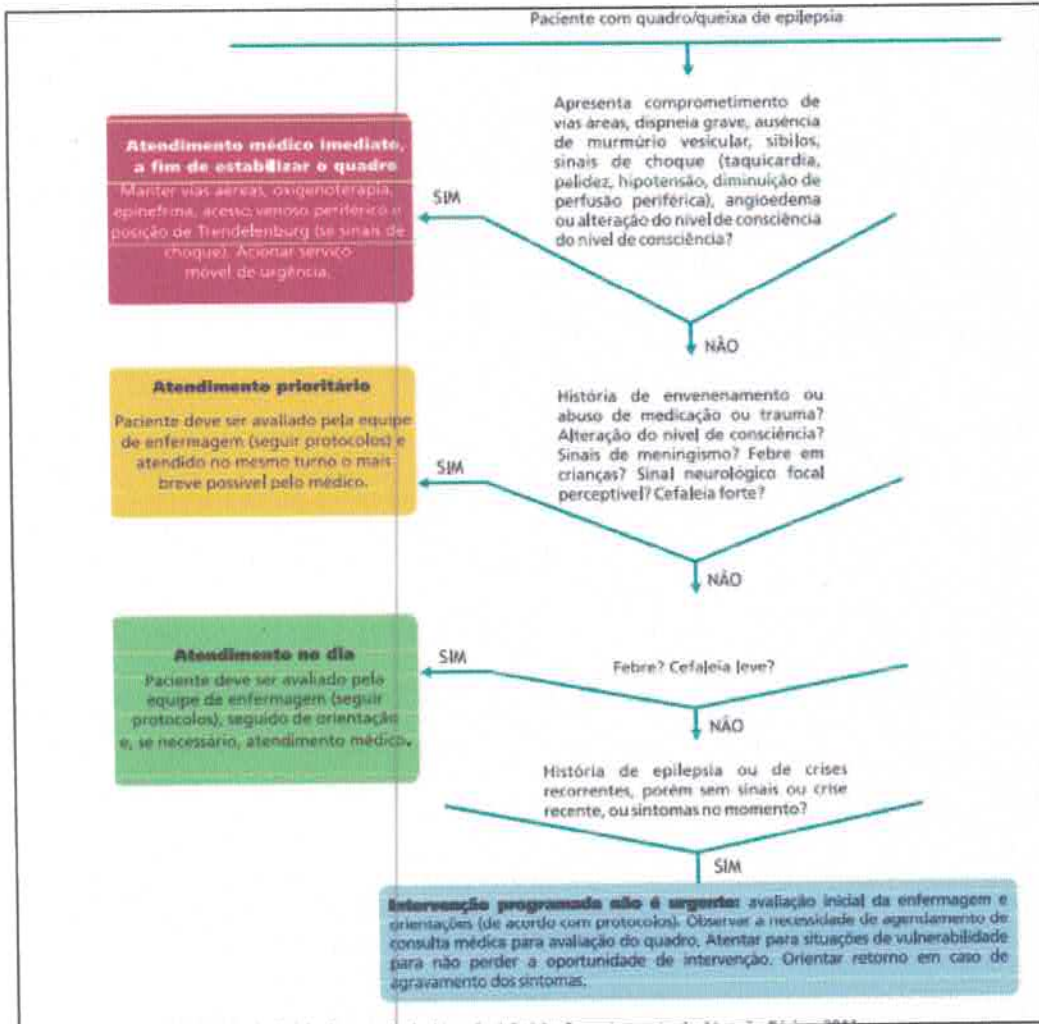 Paciente com quadro/queixa de epilepsia
Apresenta comprometimento de
vias áreas, dispneia grave, ausência
de murmúrio vesicular, sibilos,
sinais de choque (taquicardia,
palidez, hipotensão, diminuição de
perfusão periférica), angioedema
ou alteração do nível de consciência
do nível de consciência?
SIM
Atendimento médico imediato,
a fim de estabilizar o quadro
Manter vias aéreas, oxigenoterapia,
epinefrina, acesso venoso periférico e
posição de Trendelenburg (se sinais de
choque). Acionar serviço
móvel de urgência.
NÃO
História de envenenamento ou
abuso de medicação ou trauma?
Alteração do nível de consciência?
Sinais de meningismo? Febre em
crianças? Sinal neurológico focal
perceptível? Cefaleia forte?
SIM
Atendimento prioritário
Paciente deve ser avaliado pela equipe
de enfermagem (seguir protocolos) e
atendido no mesmo turno o mais
breve possível pelo médico.
NÃO
Febre? Cefaleia leve?
SIM
Atendimento no dia
Paciente deve ser avaliado pela
equipe de enfermagem (seguir
protocolos), seguido de orientação
e, se necessário, atendimento médico.
NÃO
História de epilepsia ou de crises
recorrentes, porém sem sinais ou crise
recente, ou sintomas no momento?
SIM
Intervenção programada não é urgente: avaliação inicial da enfermagem e
orientações (de acordo com protocolos). Observar a necessidade de agendamento de
consulta médica para avaliação do quadro. Atentar para situações de vulnerabilidade
para não perder a oportunidade de intervenção. Orientar retorno em caso de
agravamento dos sintomas.